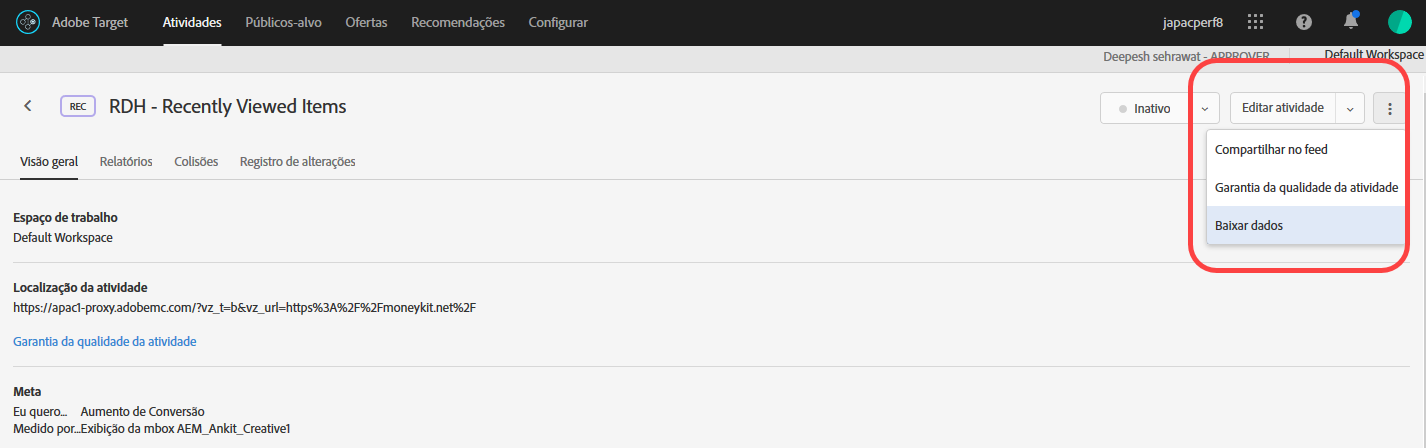 Adobe Target Atividades Públicos-alvo Ofertas Recomendações Configurar japacperf8
Deepesh sehrawat - APPROVER Default Workspace
REC RDH - Recently Viewed Items Inativo Editar atividade
Compartilhar no feed
Visão geral Relatórios Colisões Registro de alterações
Garantia da qualidade da atividade
Baixar dados
Espaço de trabalho
Default Workspace
Localização da atividade
https://apac1-proxy.adobemc.com/?vz_t=b&vz_url=https%3A%2F%2Fmoneykit.net%2F
Garantia da qualidade da atividade
Meta
Eu quero... Aumento de Conversão
Medido por...Exibição da mbox AEM_Ankit_Creative1